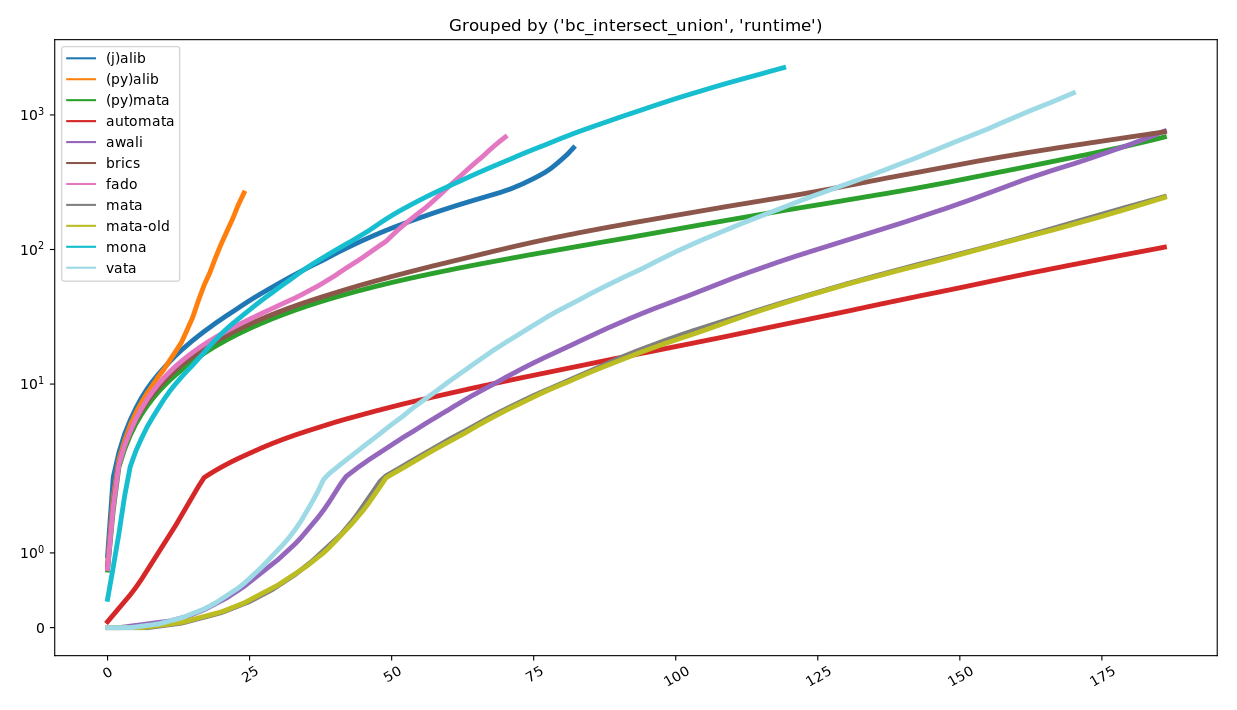 Grouped by ('bc_intersect_union', 'runtime')
(j)alib
(py)alib
(py)mata
automata
awali
brics
fado
mata
mata-old
mona
vata
10³
10²
10¹
10⁰
0
0
25
50
75
100
125
150
175